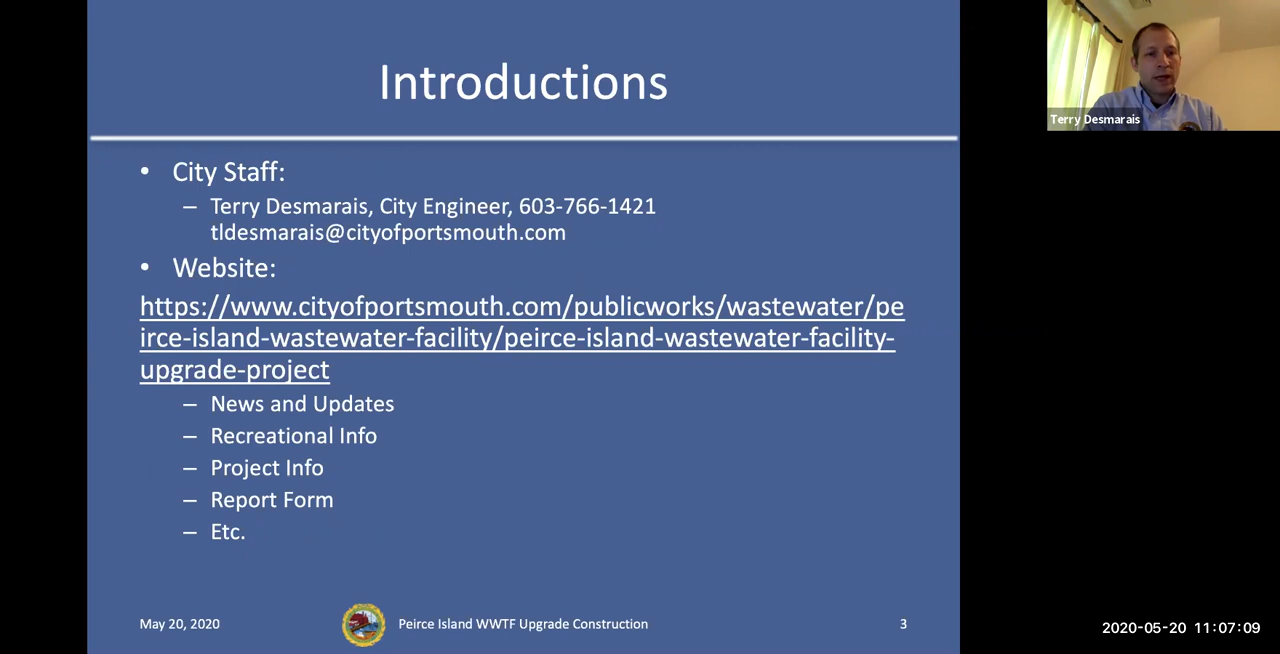 Introductions
• City Staff:
– Terry Desmarais, City Engineer, 603-766-1421
tldesmarais@cityofportsmouth.com
• Website:
https://www.cityofportsmouth.com/publicworks/wastewater/pe
irce-island-wastewater-facility/peirce-island-wastewater-facility-
upgrade-project
– News and Updates
– Recreational Info
– Project Info
– Report Form
– Etc.
May 20, 2020
Peirce Island WWTF Upgrade Construction
3
Terry Desmarais
2020-05-20 11:07:09